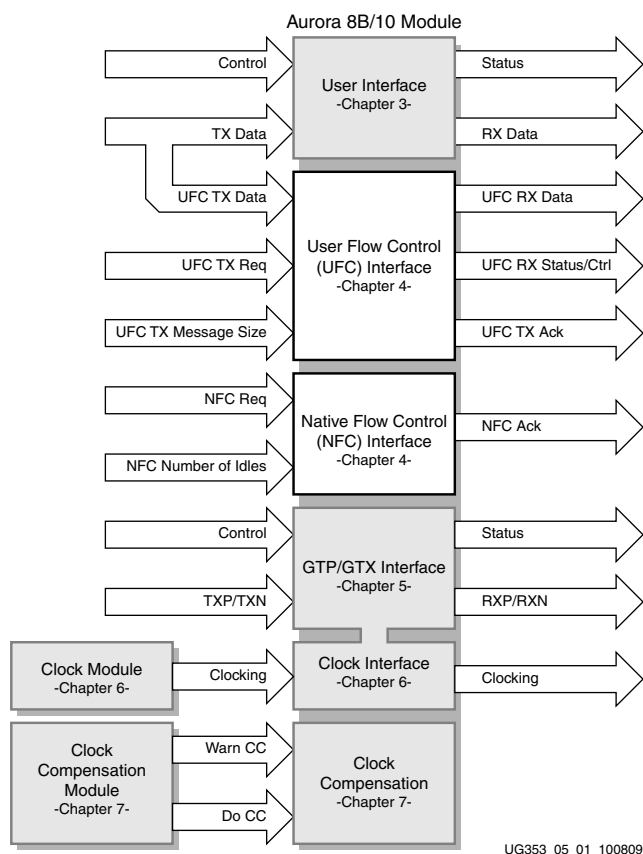 Aurora 8B/10 Module
Control
User Interface
-Chapter 3-
Status
TX Data
RX Data
UFC TX Data
UFC RX Data
User Flow Control
(UFC) Interface
-Chapter 4-
UFC TX Req
UFC RX Status/Ctrl
UFC TX Message Size
UFC TX Ack
NFC Req
Native Flow Control
(NFC) Interface
-Chapter 4-
NFC Ack
NFC Number of Idles
Control
Status
GTP/GTX Interface
-Chapter 5-
TXP/TXN
RXP/RXN
Clock Module
-Chapter 6-
Clocking
Clock Interface
-Chapter 6-
Clocking
Clock
Compensation
Module
-Chapter 7-
Warn CC
Do CC
Clock
Compensation
-Chapter 7-
UG353_05_01_100809